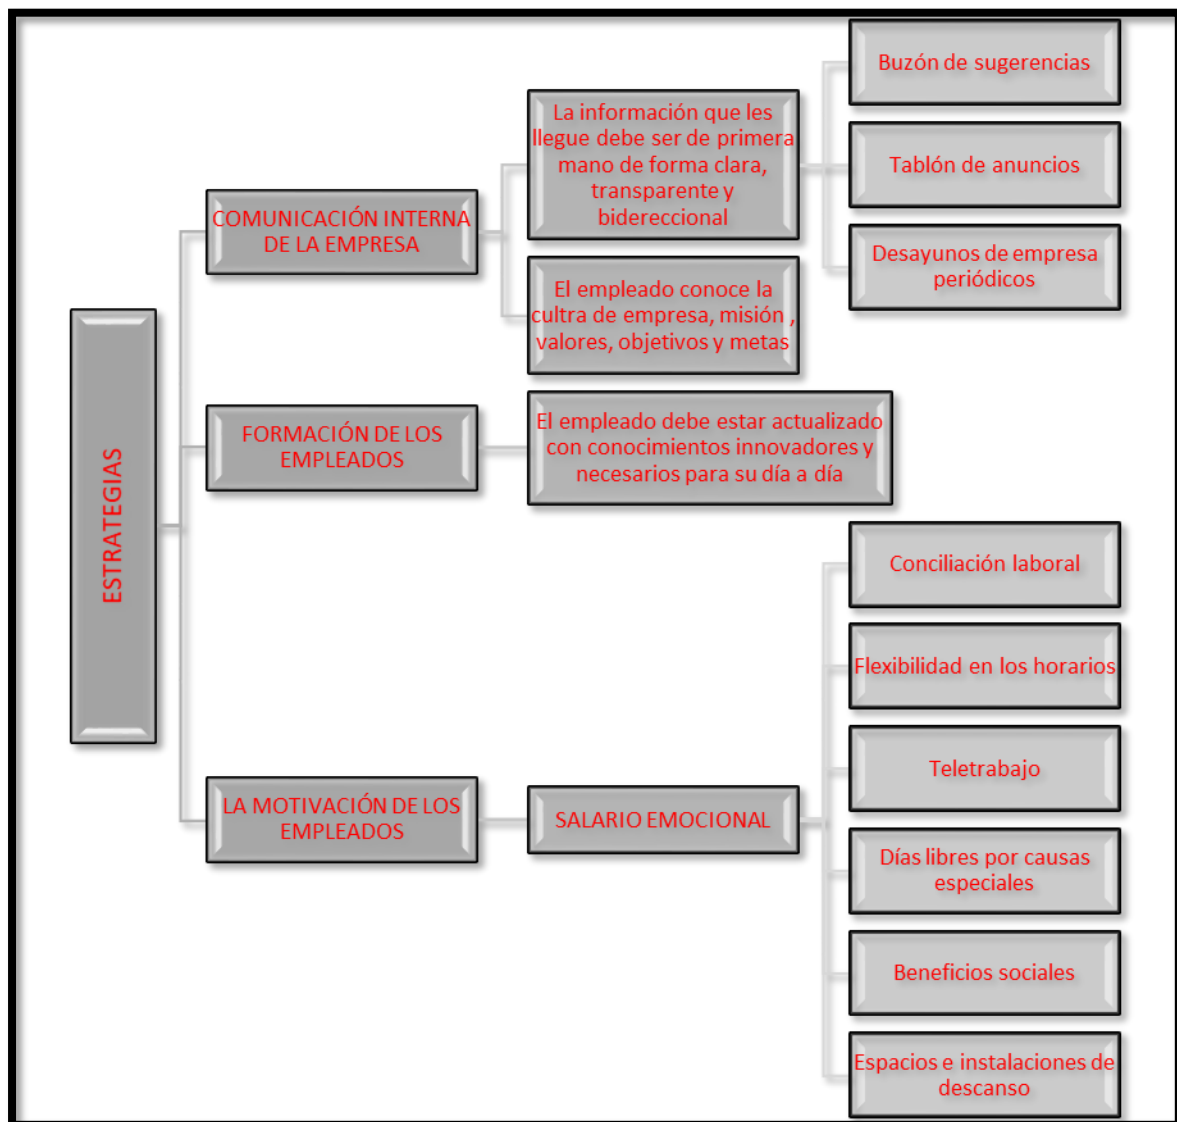 ESTRATEGIAS
COMUNICACIÓN INTERNA
DE LA EMPRESA
La información que les
llegue debe ser de primera
mano de forma clara,
transparente y
bidereccional
Buzón de sugerencias
Tablón de anuncios
Desayunos de empresa
periódicos
El empleado conoce la
cultra de empresa, misión ,
valores, objetivos y metas
FORMACIÓN DE LOS
EMPLEADOS
El empleado debe estar actualizado
con conocimientos innovadores y
necesarios para su día a día
LA MOTIVACIÓN DE LOS
EMPLEADOS
SALARIO EMOCIONAL
Conciliación laboral
Flexibilidad en los horarios
Teletrabajo
Días libres por causas
especiales
Beneficios sociales
Espacios e instalaciones de
descanso